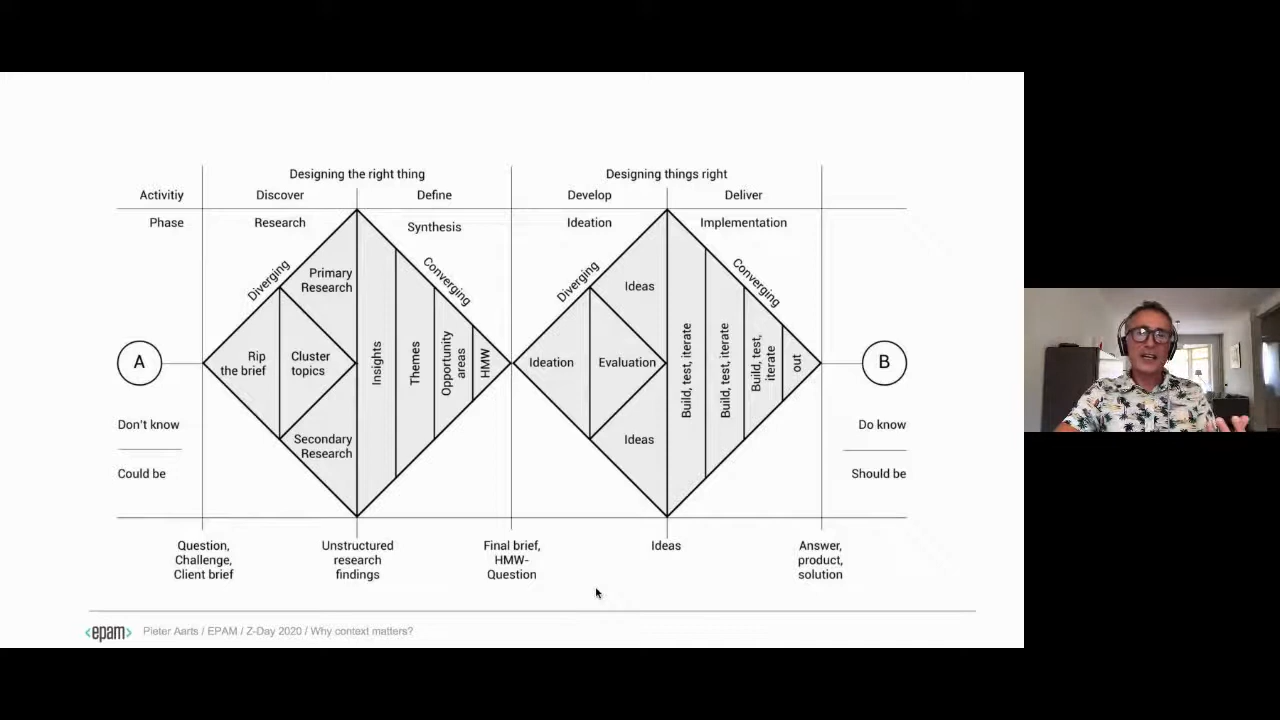 Designing the right thing
Designing things right
Activitiy
Discover
Define
Develop
Deliver
Phase
Research
Synthesis
Ideation
Implementation
Diverging
Primary
Research
Converging
Diverging
Ideas
Converging
A
Rip
the brief
Cluster
topics
Insights
Themes
Opportunity
areas
HMW
Ideation
Evaluation
Build, test, iterate
Build, test, iterate
Build, test,
iterate
out
B
Don't know
Do know
Secondary
Research
Ideas
Could be
Should be
Question,
Challenge,
Client brief
Unstructured
research
findings
Final brief,
HMW-
Question
Ideas
Answer,
product,
solution
<epam> Pieter Aarts / EPAM / Z-Day 2020 / Why context matters?